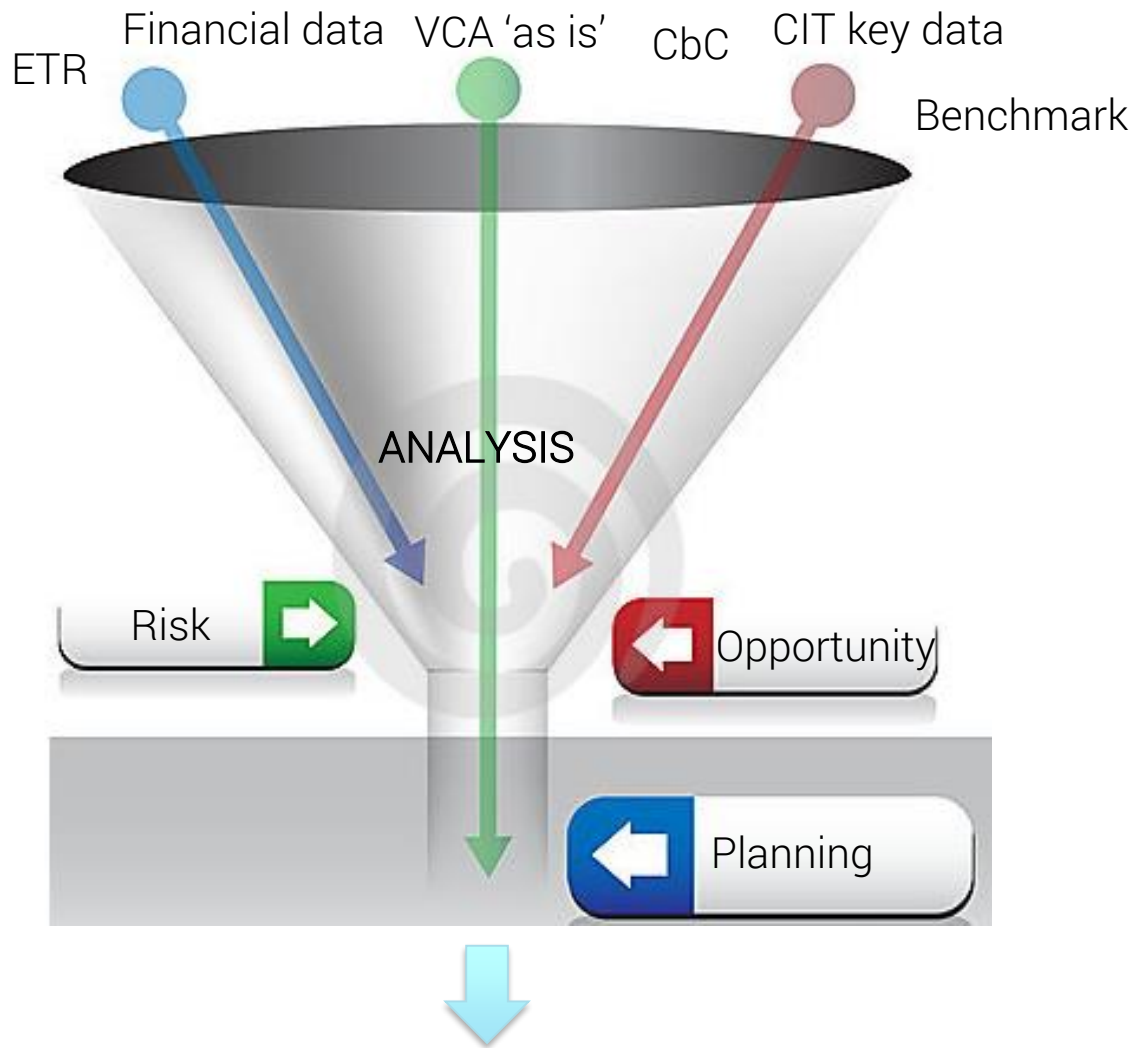 ETR
Financial data
VCA ‘as is’
CbC
CIT key data
Benchmark
ANALYSIS
Risk
Opportunity
Planning